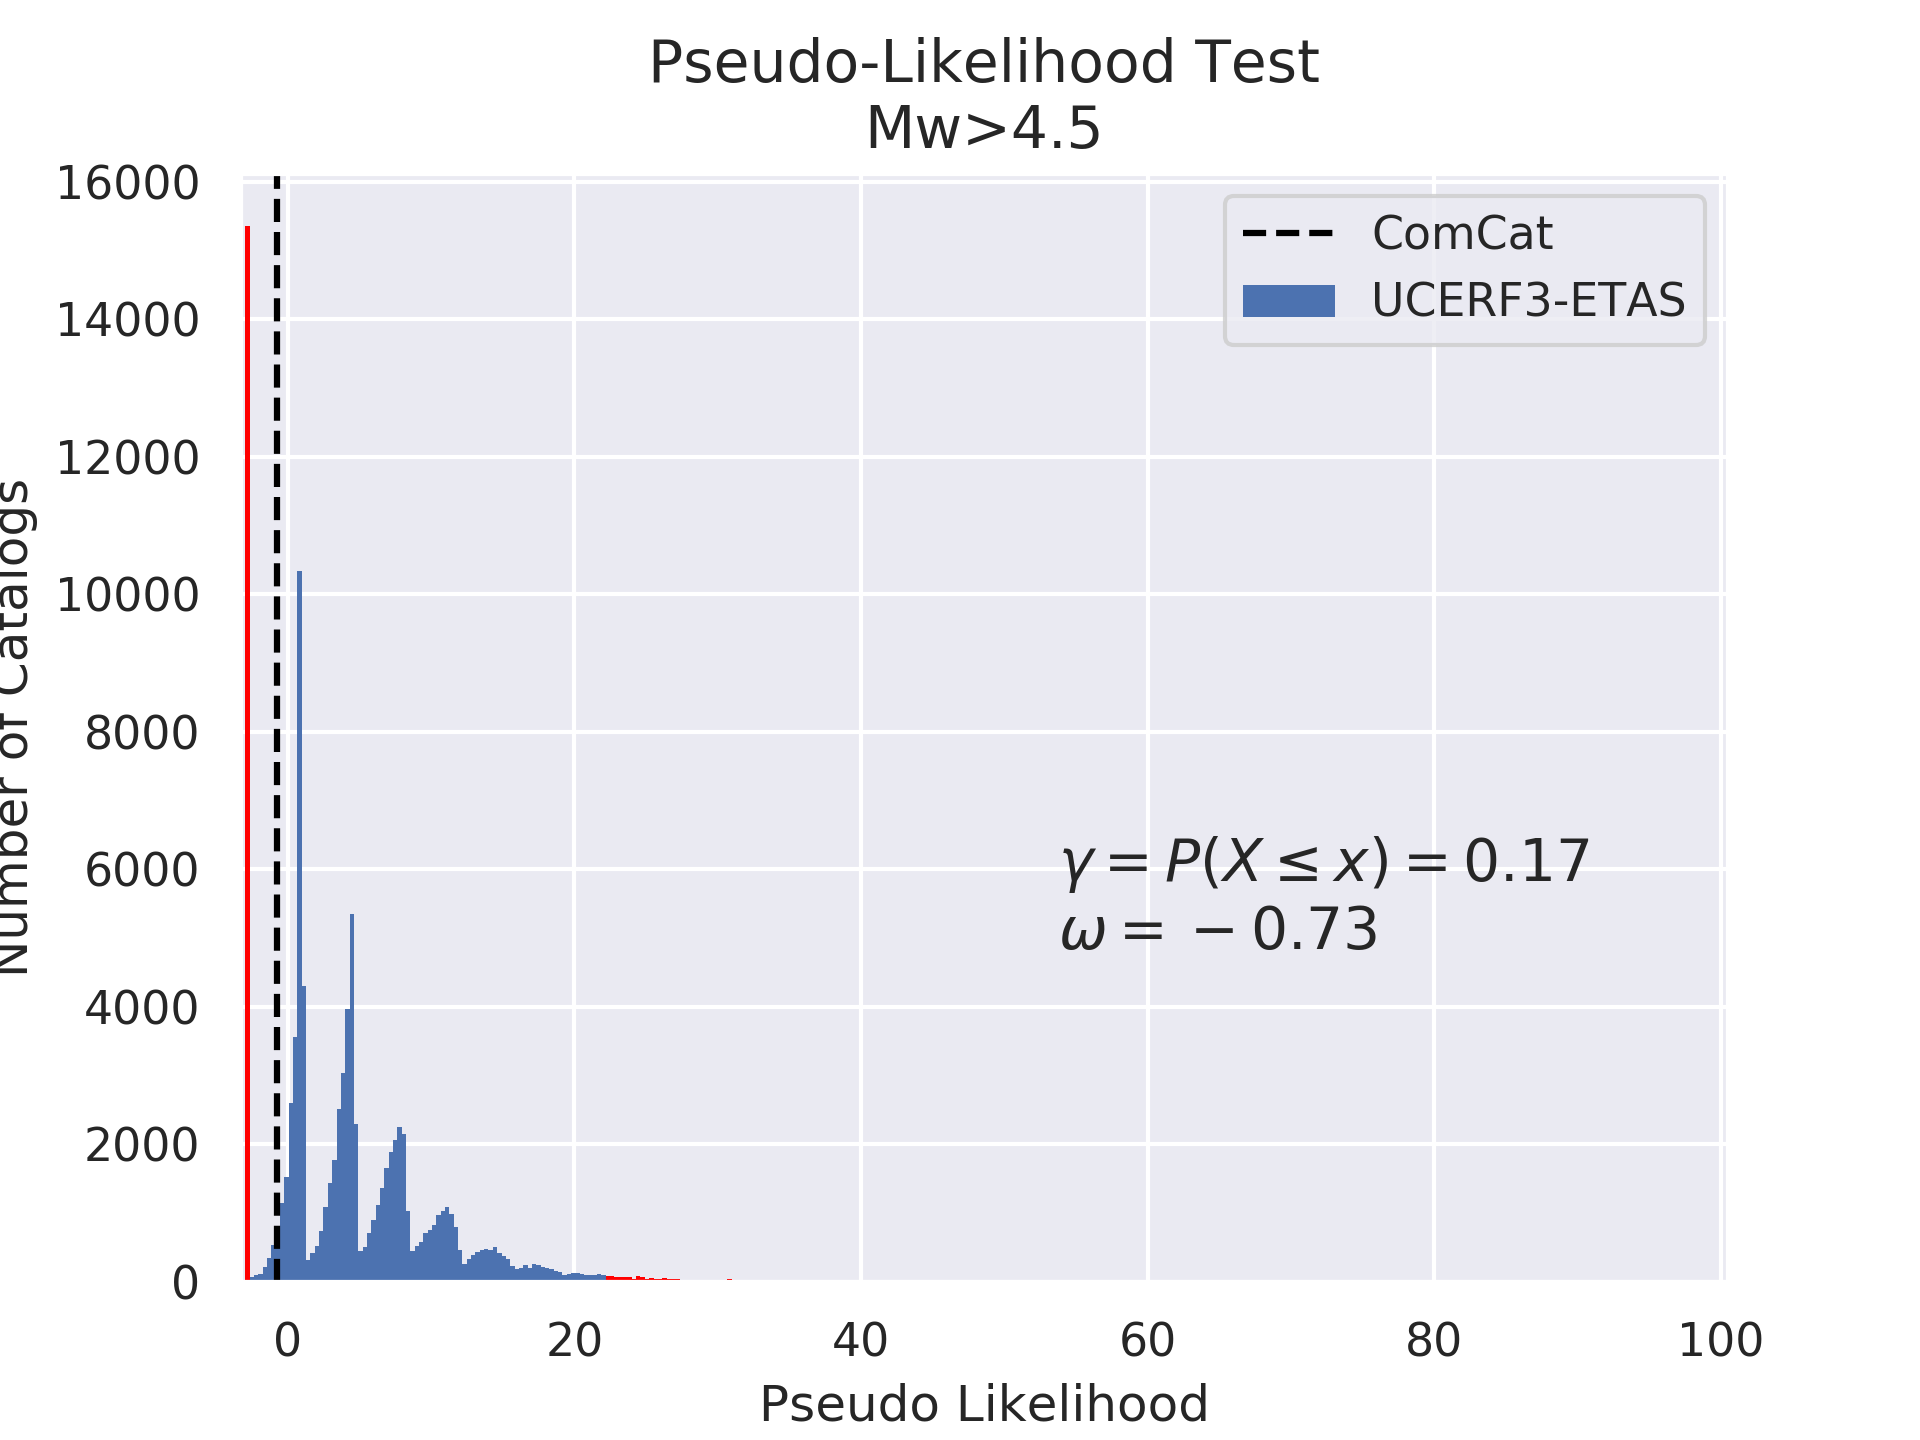 Pseudo-Likelihood Test
Mw>4.5
16000
14000
12000
10000
8000
6000
4000
2000
0
Number of Catalogs
ComCat
UCERF3-ETAS
γ = P(X ≤ x) = 0.17
ω = − 0.73
0 20 40 60 80 100
Pseudo Likelihood